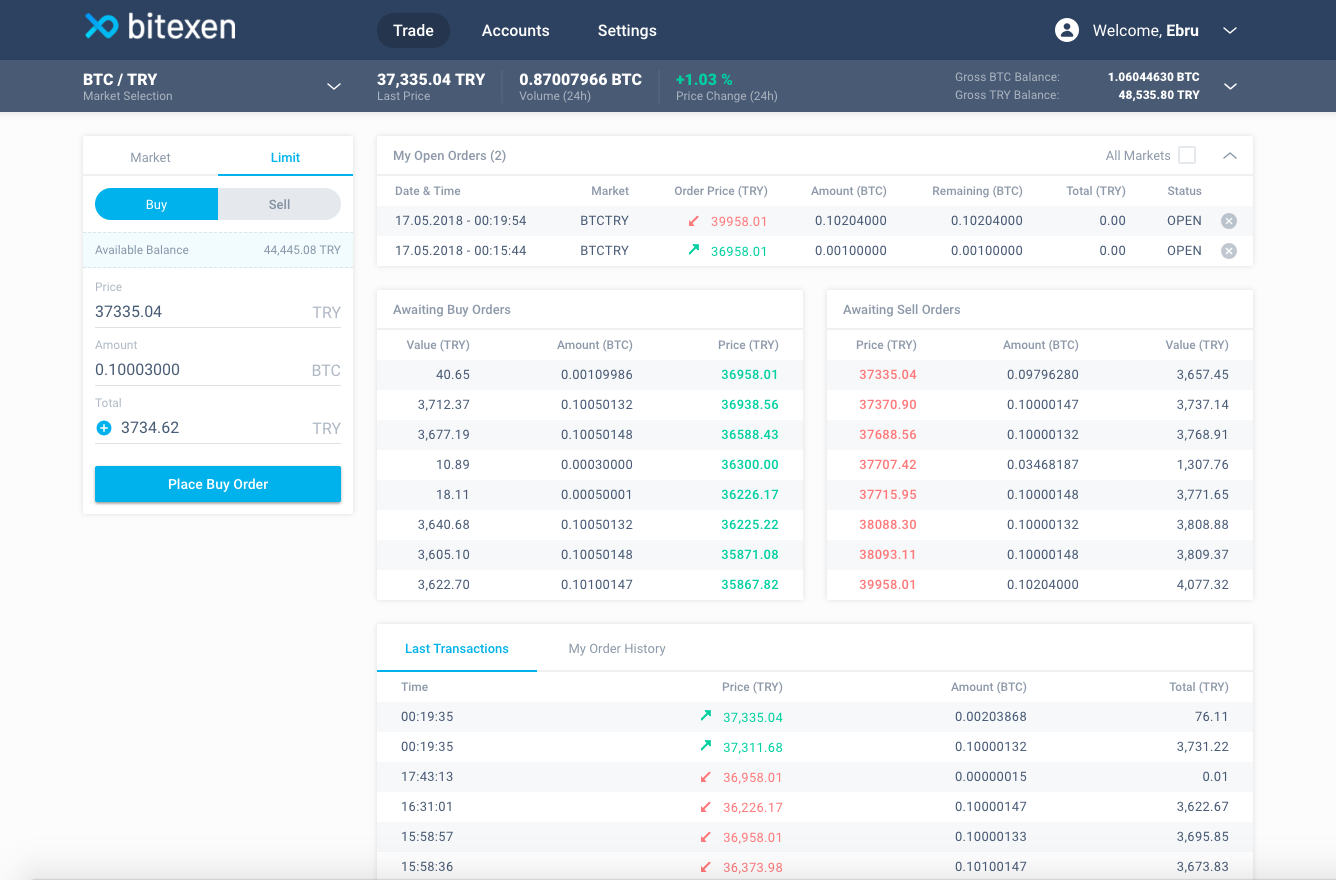 bitexen
Trade Accounts Settings
Welcome, Ebru
BTC / TRY
Market Selection
37,335.04 TRY
Last Price
0.87007966 BTC
Volume (24h)
+1.03 %
Price Change (24h)
Gross BTC Balance: 1.06044630 BTC
Gross TRY Balance: 48,535.80 TRY
Market Limit
Buy Sell
Available Balance 44,445.08 TRY
Price
37335.04 TRY
Amount
0.10003000 BTC
Total
3734.62 TRY
Place Buy Order
My Open Orders (2) All Markets
Date & Time Market Order Price (TRY) Amount (BTC) Remaining (BTC) Total (TRY) Status
17.05.2018 - 00:19:54 BTCTRY 39958.01 0.10204000 0.10204000 0.00 OPEN
17.05.2018 - 00:15:44 BTCTRY 36958.01 0.00100000 0.00100000 0.00 OPEN
Awaiting Buy Orders
Value (TRY) Amount (BTC) Price (TRY)
40.65 0.00109986 36958.01
3,712.37 0.10050132 36938.56
3,677.19 0.10050148 36588.43
10.89 0.00030000 36300.00
18.11 0.00050001 36226.17
3,640.68 0.10050132 36225.22
3,605.10 0.10050148 35871.08
3,622.70 0.10100147 35867.82
Awaiting Sell Orders
Price (TRY) Amount (BTC) Value (TRY)
37335.04 0.09796280 3,657.45
37370.90 0.10000147 3,737.14
37688.56 0.10000132 3,768.91
37707.42 0.03468187 1,307.76
37715.95 0.10000148 3,771.65
38088.30 0.10000132 3,808.88
38093.11 0.10000148 3,809.37
39958.01 0.10204000 4,077.32
Last Transactions My Order History
Time Price (TRY) Amount (BTC) Total (TRY)
00:19:35 37,335.04 0.00203868 76.11
00:19:35 37,311.68 0.10000132 3,731.22
17:43:13 36,958.01 0.00000015 0.01
16:31:01 36,226.17 0.10000147 3,622.67
15:58:57 36,958.01 0.10000133 3,695.85
15:58:36 36,373.98 0.10100147 3,673.83